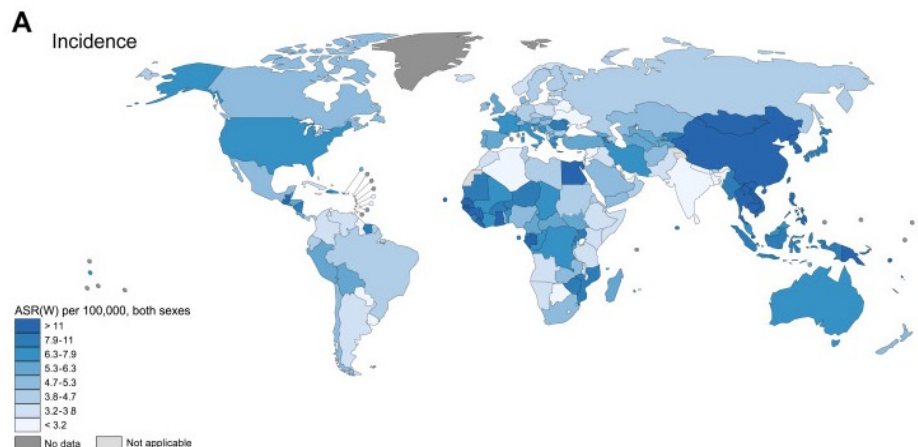 A
Incidence
ASR(W) per 100,000, both sexes
> 11
7.9-11
6.3-7.9
5.3-6.3
4.7-5.3
3.8-4.7
3.2-3.8
< 3.2
No data Not applicable